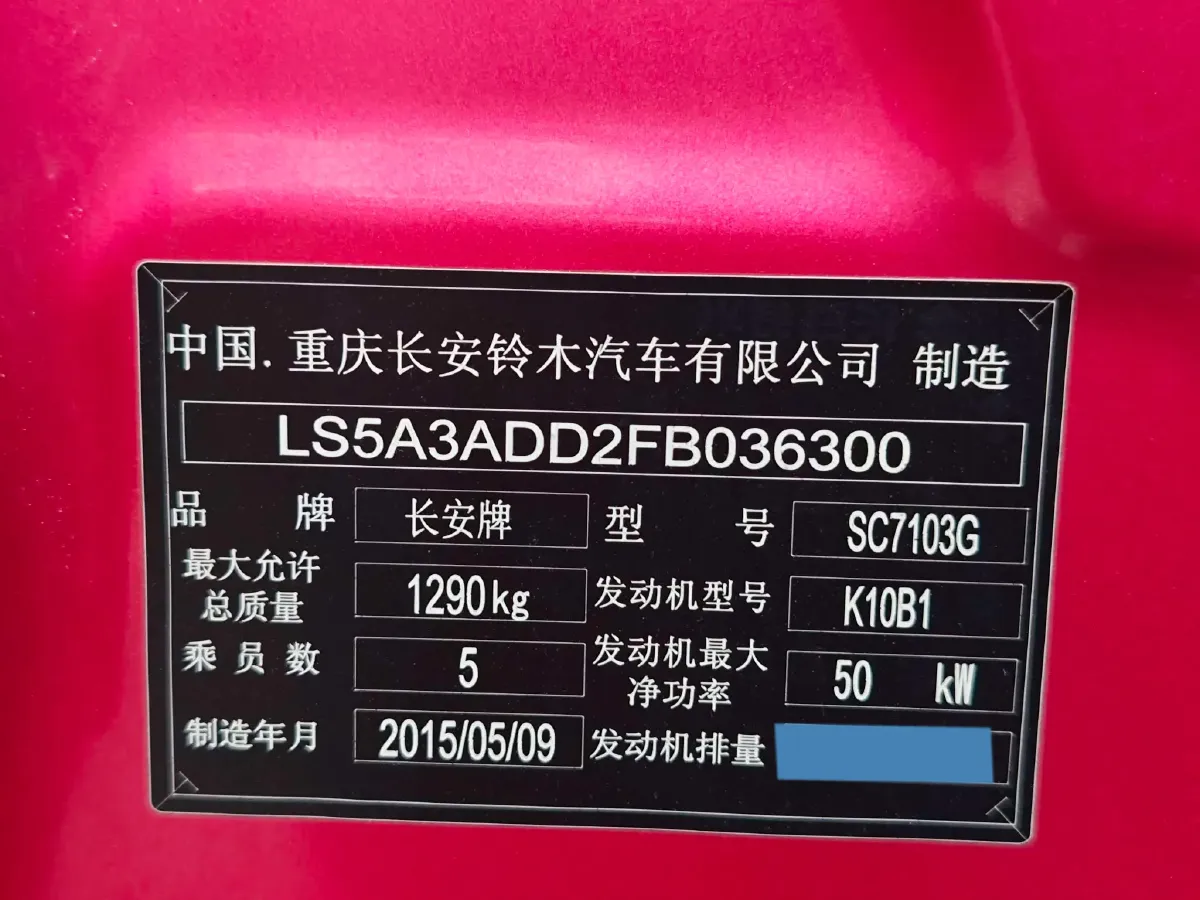 中国.重庆长安铃木汽车有限公司 制造
LS5A3ADD2FB036300
品 牌 长安牌 型 号 SC7103G
最大允许总质量 1290kg 发动机型号 K10B1
乘员数 5 发动机最大净功率 50 kW
制造年月 2015/05/09 发动机排量